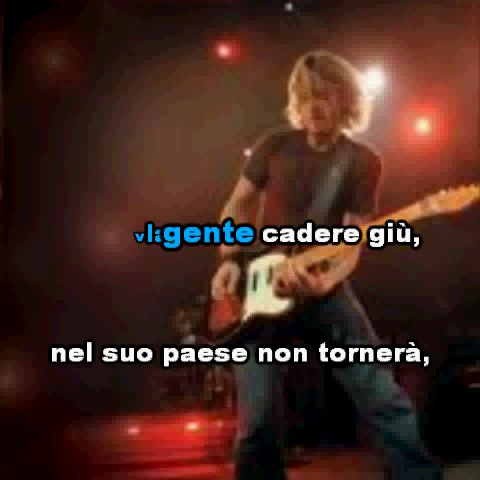 gente cadere giù,
nel suo paese non tornerà,